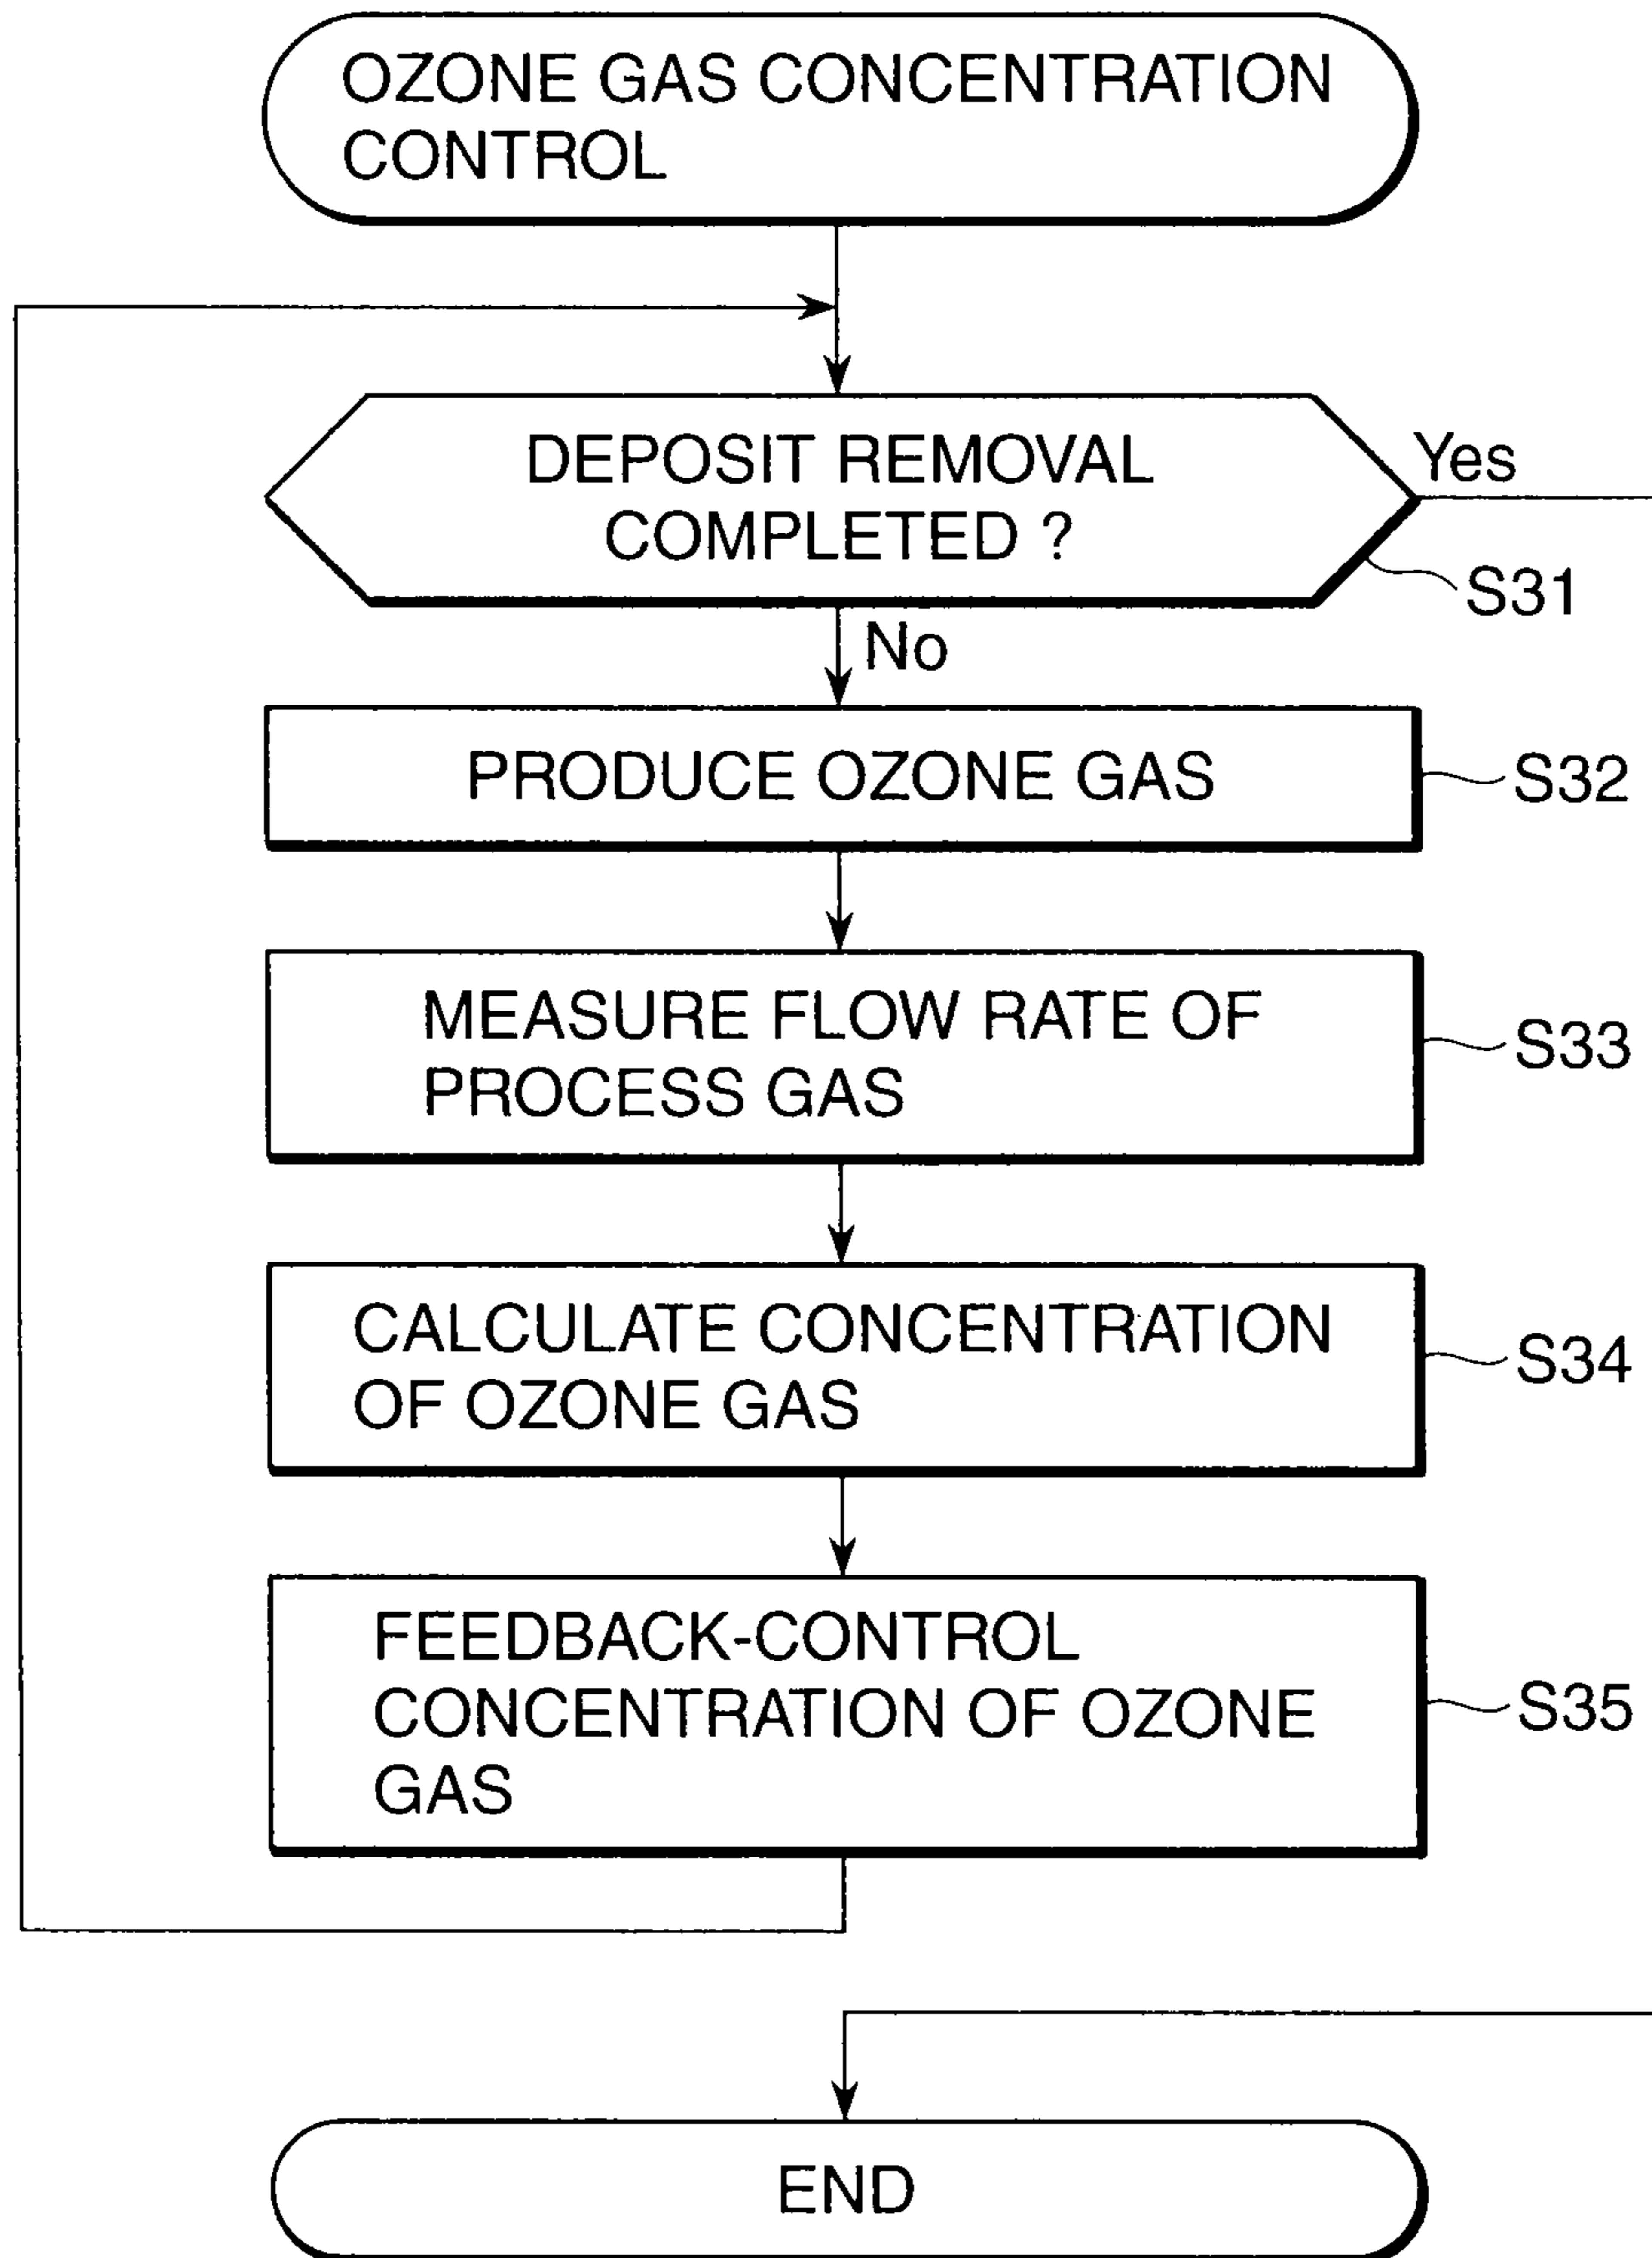 OZONE GAS CONCENTRATION
CONTROL
DEPOSIT REMOVAL
COMPLETED ?
Yes
S31
No
PRODUCE OZONE GAS
S32
MEASURE FLOW RATE OF
PROCESS GAS
S33
CALCULATE CONCENTRATION
OF OZONE GAS
S34
FEEDBACK-CONTROL
CONCENTRATION OF OZONE
GAS
S35
END